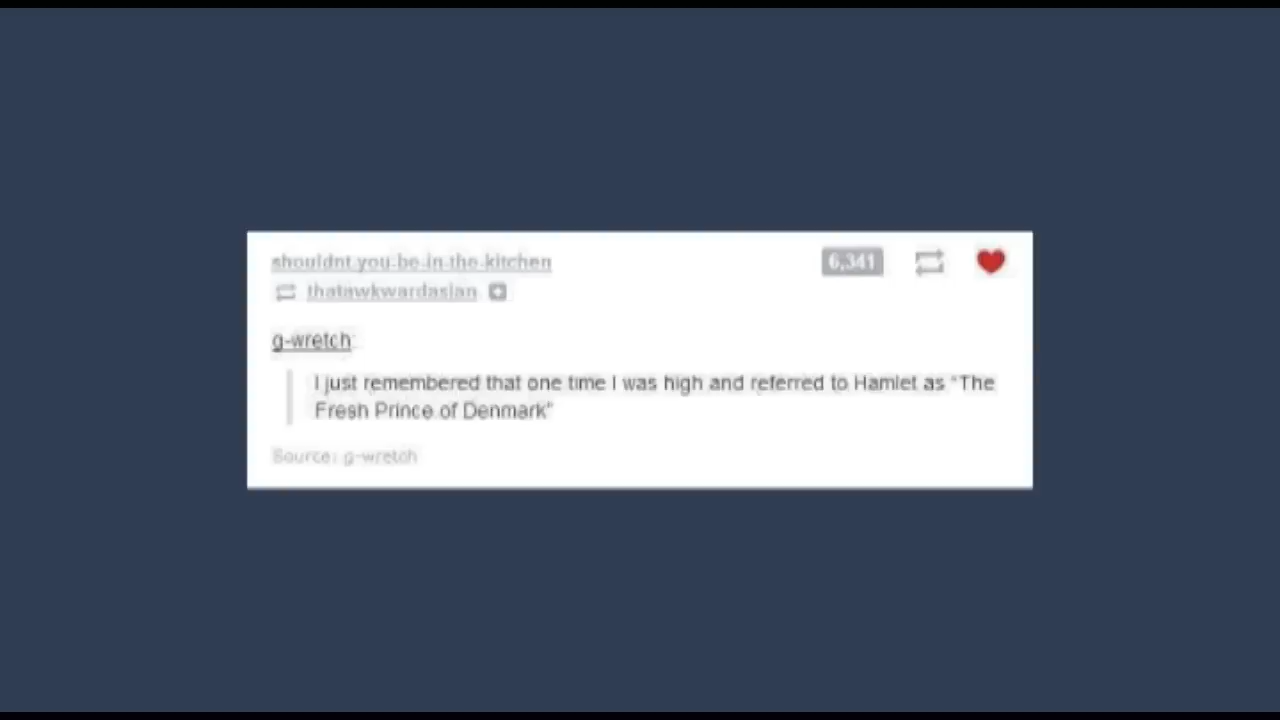 shouldnt-you-be-in-the-kitchen
6,341
thatawkwardasian
g-wretch:
I just remembered that one time I was high and referred to Hamlet as "The
Fresh Prince of Denmark"
Source: g-wretch